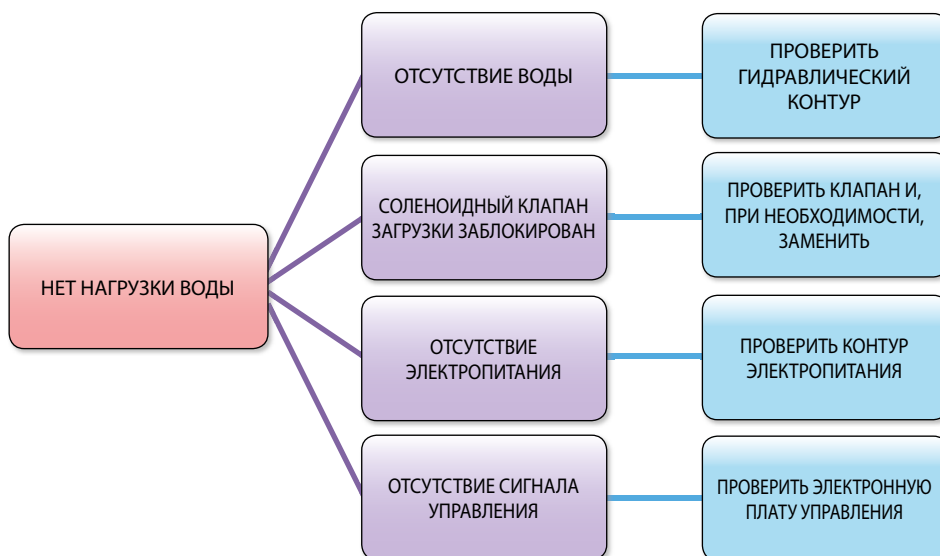 ОТСУТСТВИЕ ВОДЫ
ПРОВЕРИТЬ
ГИДРАВЛИЧЕСКИЙ
КОНТУР
СОЛЕНОИДНЫЙ КЛАПАН
ЗАГРУЗКИ ЗАБЛОКИРОВАН
ПРОВЕРИТЬ КЛАПАН И,
ПРИ НЕОБХОДИМОСТИ,
ЗАМЕНИТЬ
НЕТ НАГРУЗКИ ВОДЫ
ОТСУТСТВИЕ
ЭЛЕКТРОПИТАНИЯ
ПРОВЕРИТЬ КОНТУР
ЭЛЕКТРОПИТАНИЯ
ОТСУТСТВИЕ СИГНАЛА
УПРАВЛЕНИЯ
ПРОВЕРИТЬ ЭЛЕКТРОННУЮ
ПЛАТУ УПРАВЛЕНИЯ